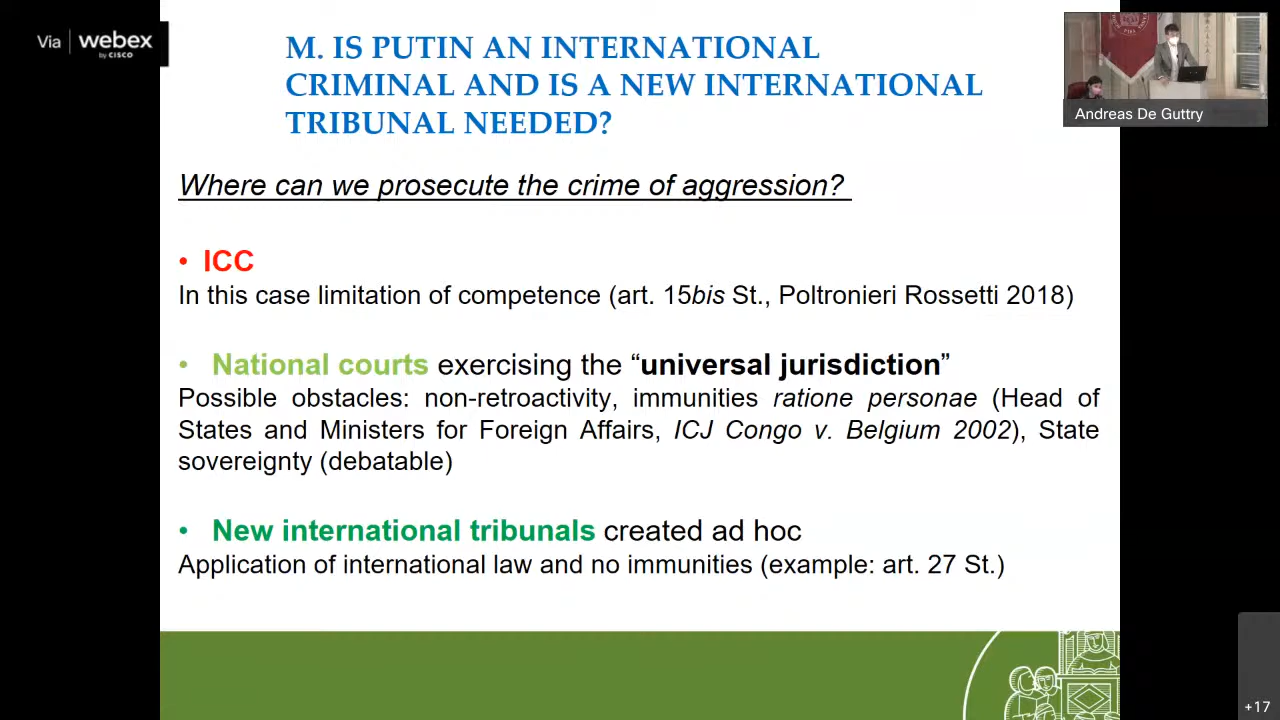 Via webex
by CISCO
M. IS PUTIN AN INTERNATIONAL
CRIMINAL AND IS A NEW INTERNATIONAL
TRIBUNAL NEEDED?
Andreas De Guttry
Where can we prosecute the crime of aggression?
• ICC
In this case limitation of competence (art. 15bis St., Poltronieri Rossetti 2018)
• National courts exercising the “universal jurisdiction”
Possible obstacles: non-retroactivity, immunities ratione personae (Head of
States and Ministers for Foreign Affairs, ICJ Congo v. Belgium 2002), State
sovereignty (debatable)
• New international tribunals created ad hoc
Application of international law and no immunities (example: art. 27 St.)
+17